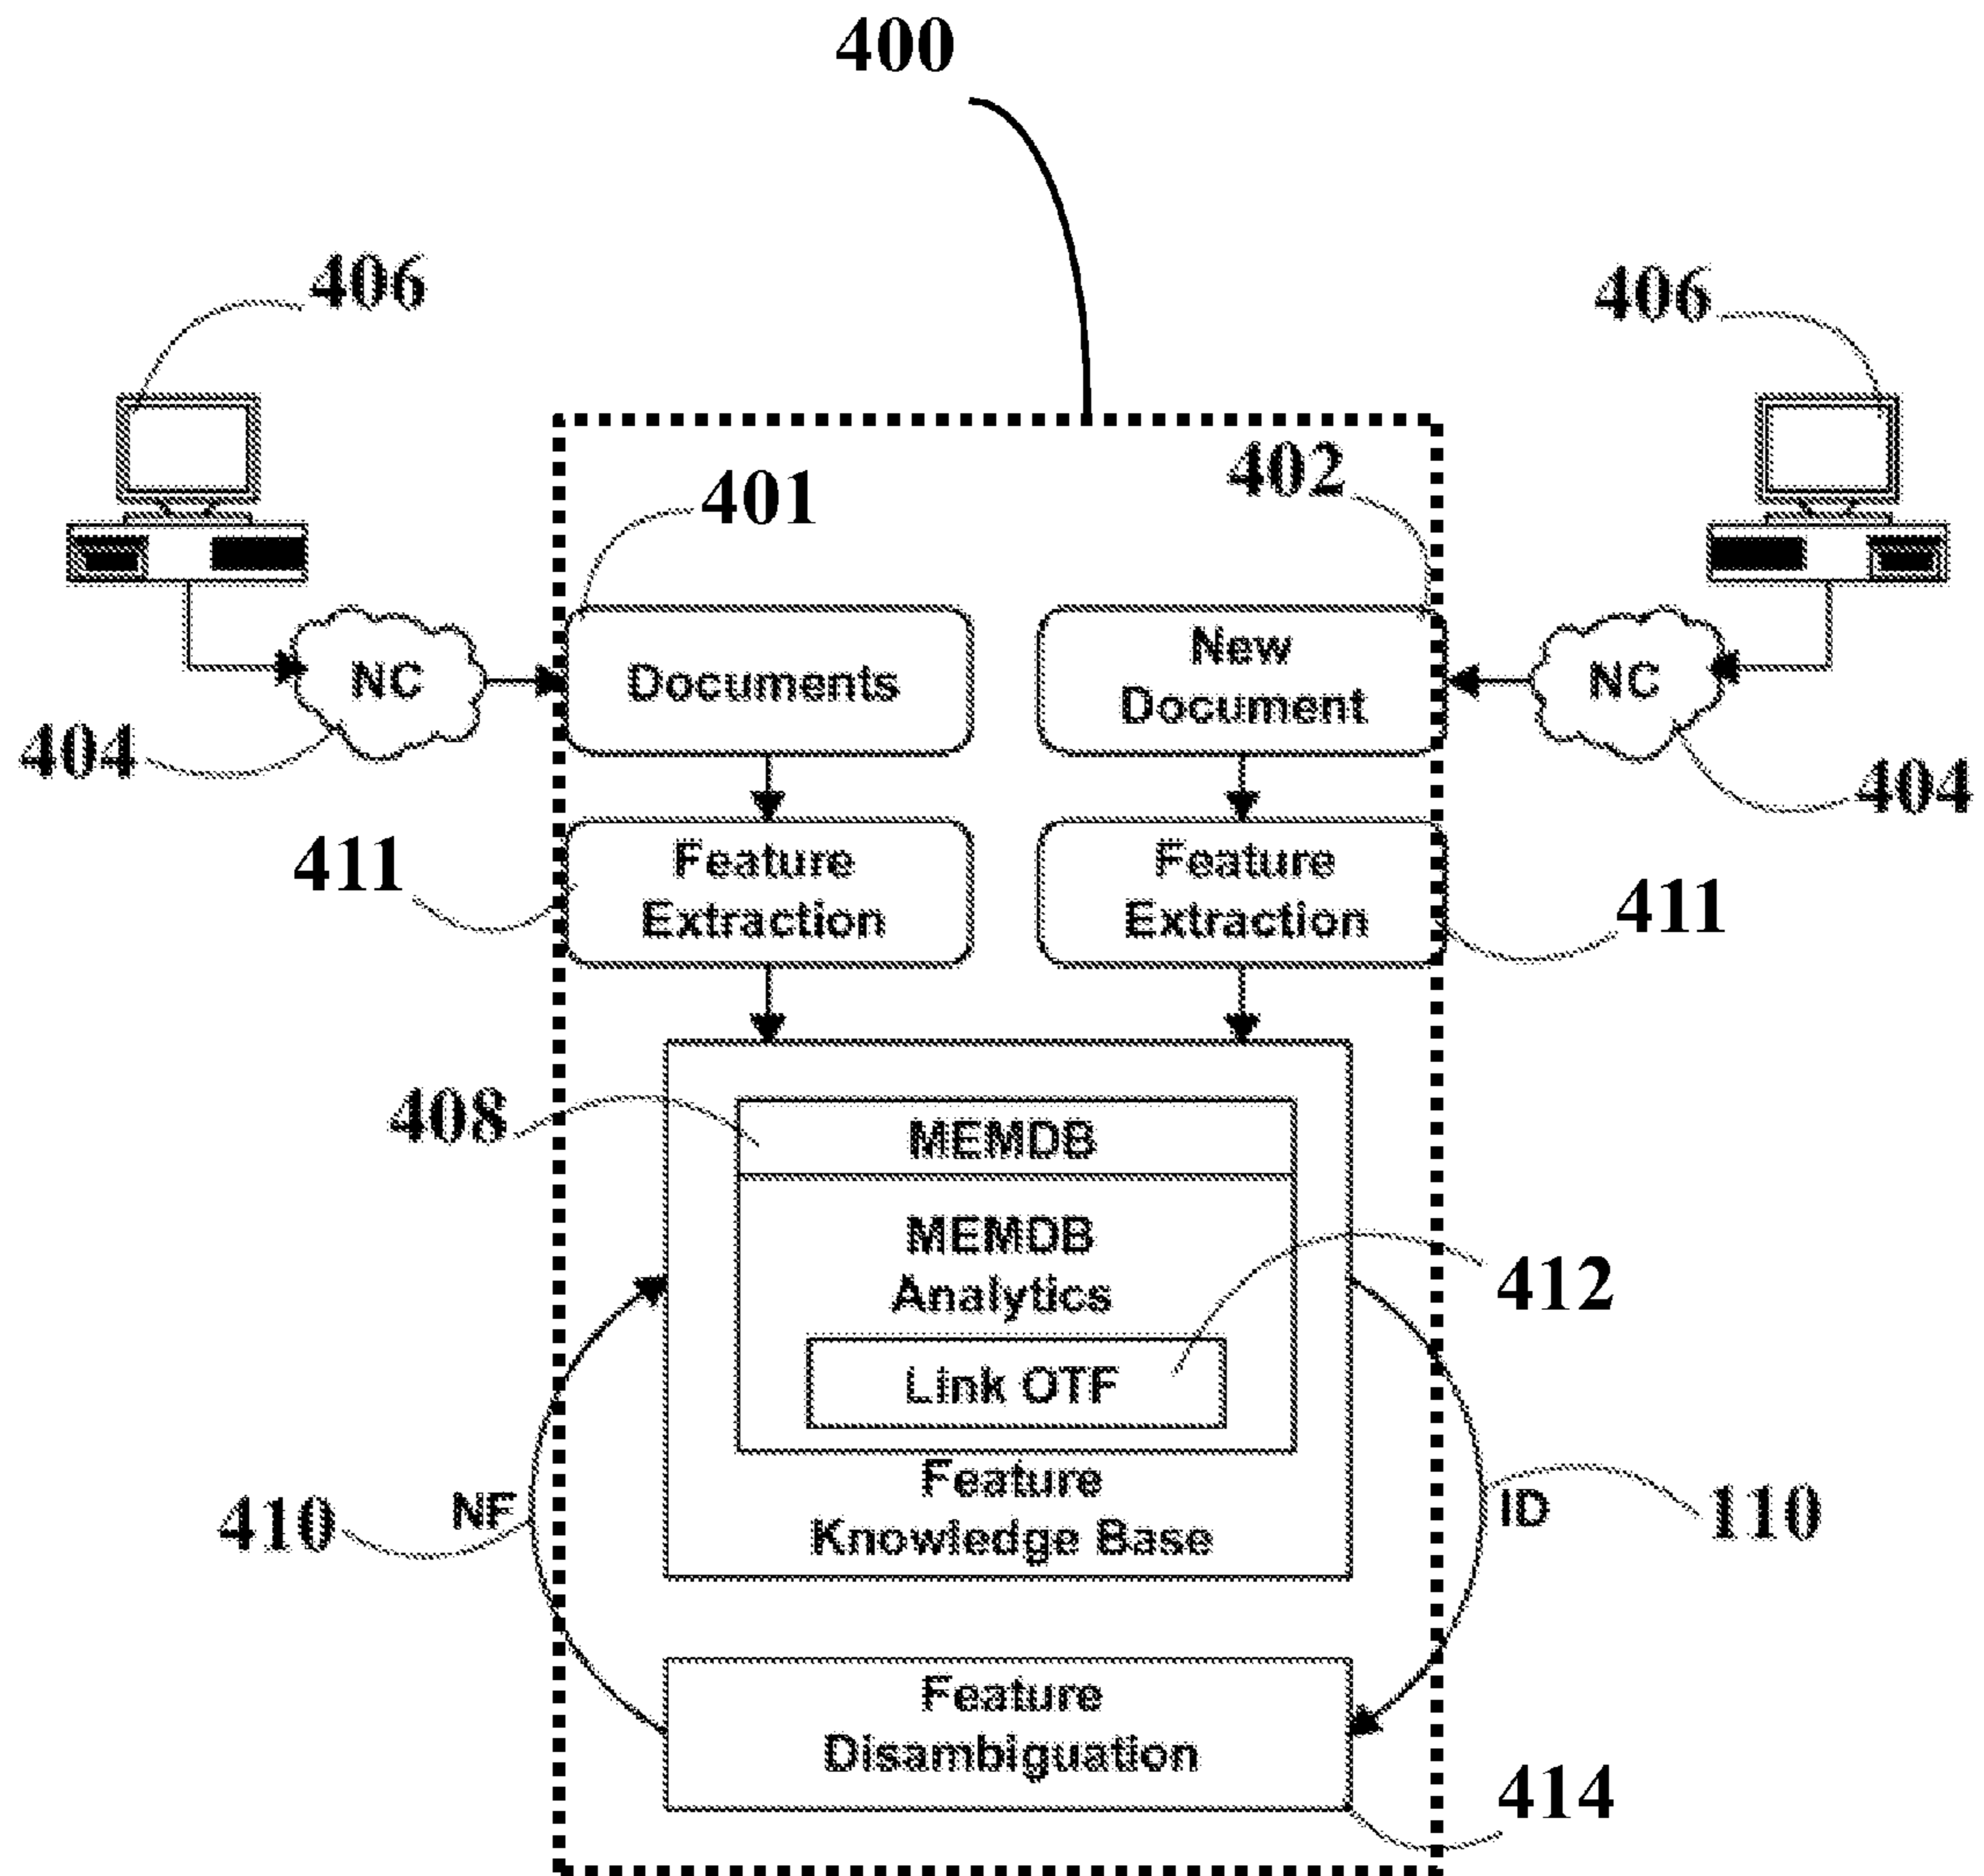 400
406
406
401
402
NC
Documents
New
Document
NC
404
404
411
Feature
Extraction
Feature
Extraction
411
408
MEMDB
MEMDB
Analytics
412
Link OTF
Feature
Knowledge Base
410
NF
ID
110
Feature
Disambiguation
414